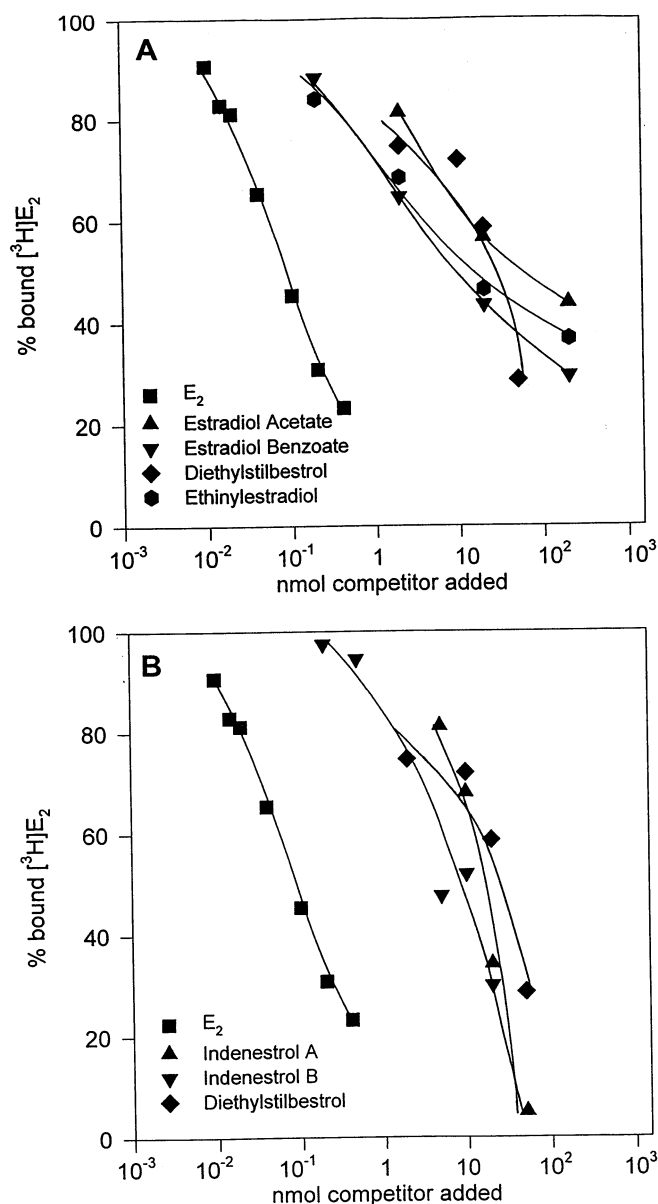 100
A
80
60
40
20
0
% bound [³H]E₂
E₂
Estradiol Acetate
Estradiol Benzoate
Diethylstilbestrol
Ethinylestradiol
10⁻³ 10⁻² 10⁻¹ 1 10 10² 10³
nmol competitor added
100
B
80
60
40
20
0
% bound [³H]E₂
E₂
Indenestrol A
Indenestrol B
Diethylstilbestrol
10⁻³ 10⁻² 10⁻¹ 1 10 10² 10³
nmol competitor added